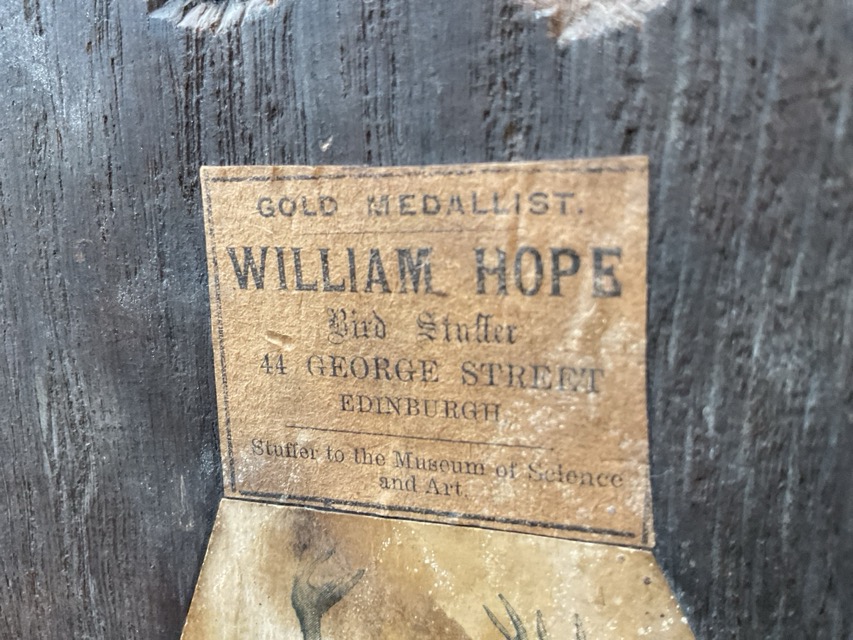 GOLD MEDALLIST.
WILLIAM HOPE
Bird Stuffer
44 GEORGE STREET
EDINBURGH
Stuffer to the Museum of Science
and Art.